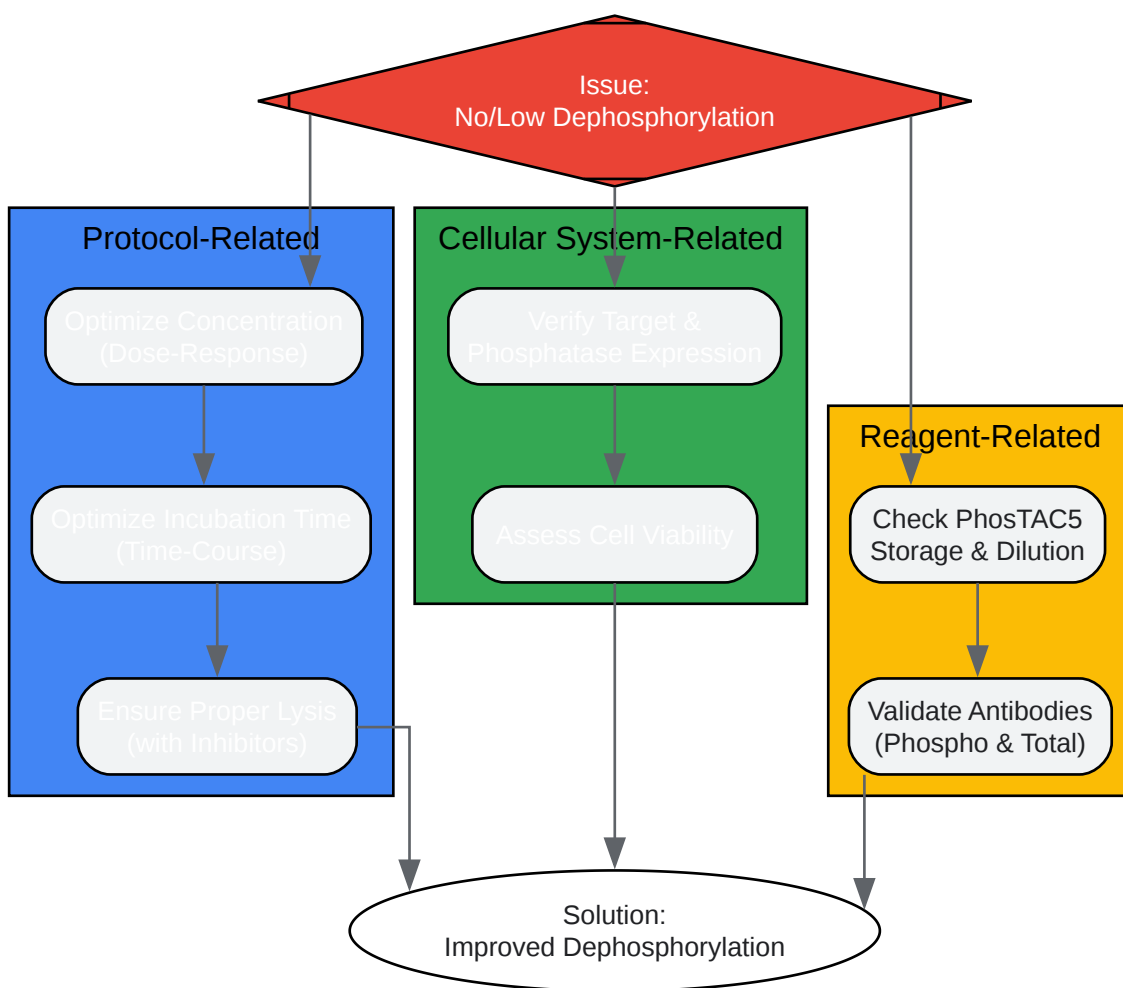 Issue:
No/Low Dephosphorylation
Protocol-Related
Optimize Concentration
(Dose-Response)
Optimize Incubation Time
(Time-Course)
Ensure Proper Lysis
(with Inhibitors)
Cellular System-Related
Verify Target &
Phosphatase Expression
Assess Cell Viability
Reagent-Related
Check PhosTAC5
Storage & Dilution
Validate Antibodies
(Phospho & Total)
Solution:
Improved Dephosphorylation